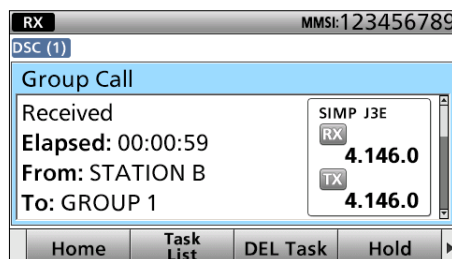 RX MMSI:123456789
DSC (1)
Group Call
Received
Elapsed: 00:00:59
From: STATION B
To: GROUP 1
SIMP J3E
RX
4.146.0
TX
4.146.0
Home Task List DEL Task Hold